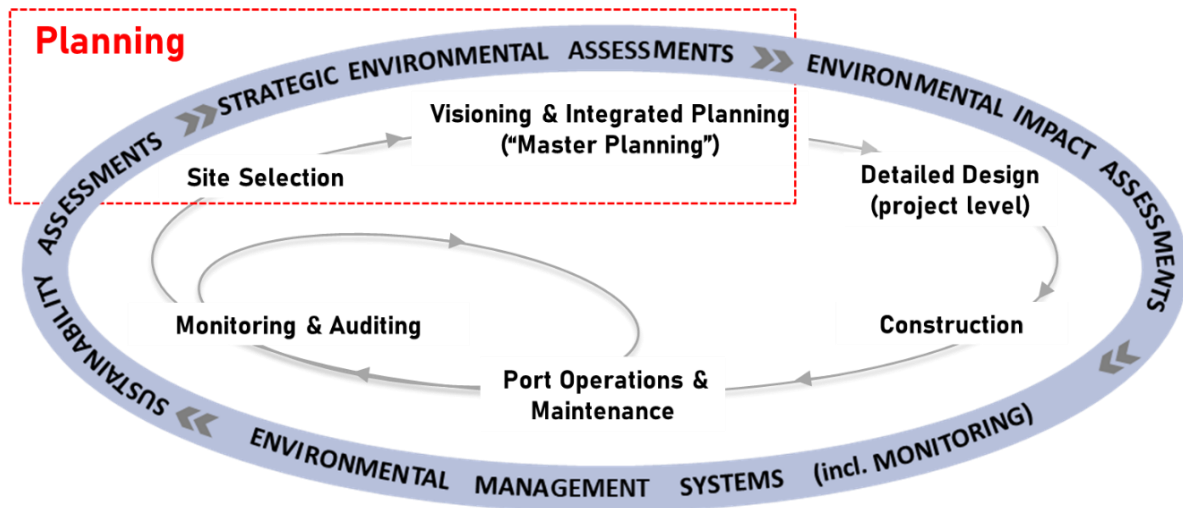 Planning
STRATEGIC ENVIRONMENTAL ASSESSMENTS
ENVIRONMENTAL IMPACT ASSESSMENTS
ENVIRONMENTAL MANAGEMENT SYSTEMS (incl. MONITORING)
SUSTAINABILITY ASSESSMENTS
Visioning & Integrated Planning
(“Master Planning”)
Site Selection
Detailed Design
(project level)
Construction
Port Operations &
Maintenance
Monitoring & Auditing